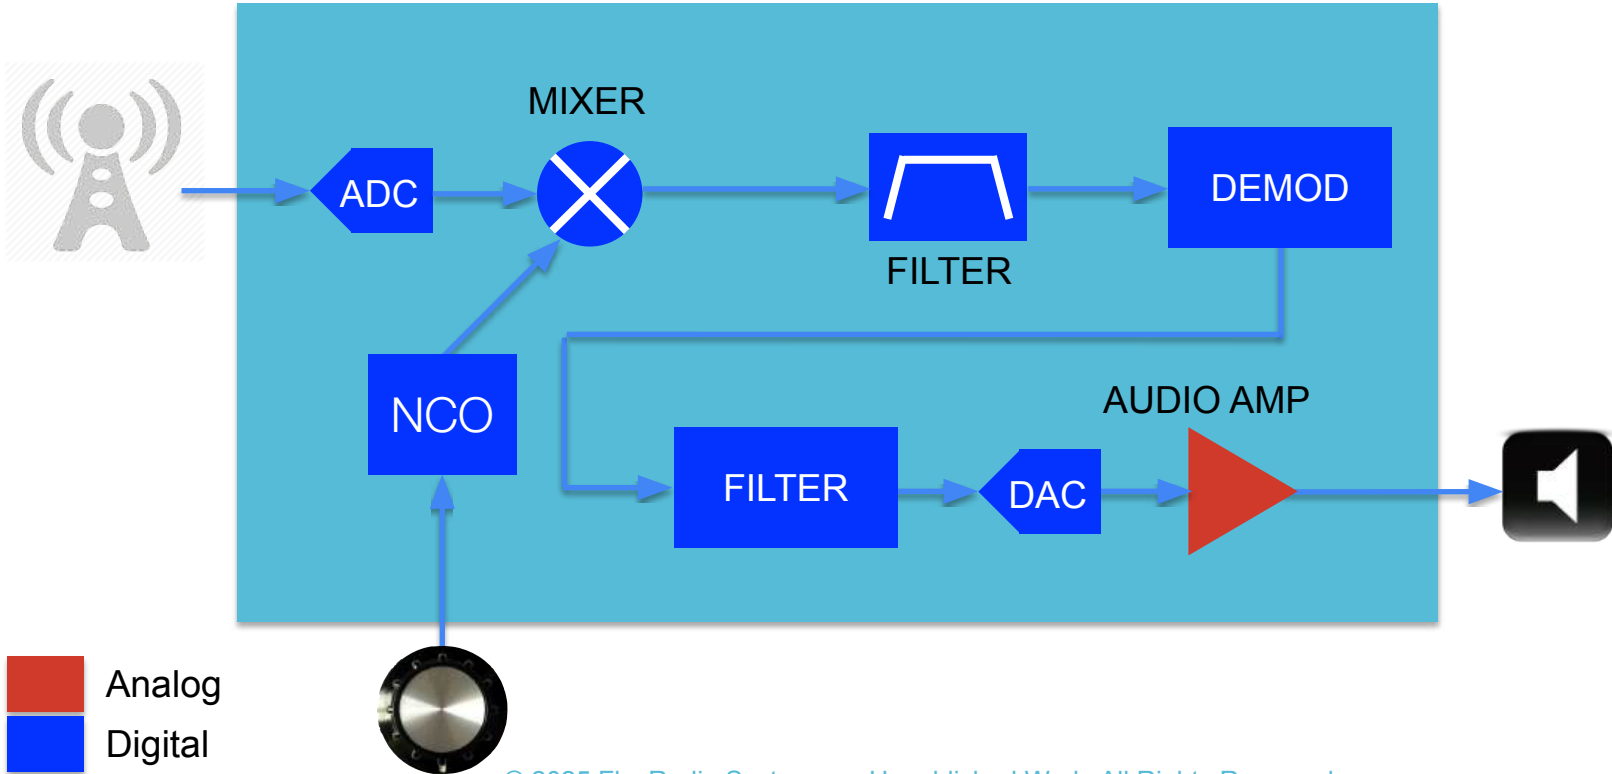 MIXER
ADC
DEMOD
FILTER
NCO
AUDIO AMP
FILTER
DAC
Analog
Digital